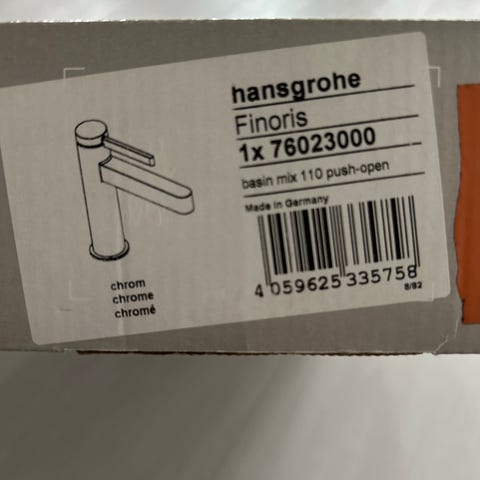 hansgrohe
Finoris
1x 76023000
basin mix 110 push-open
Made in Germany
4 059625 335758
8/82
chrom
chrome
chromé